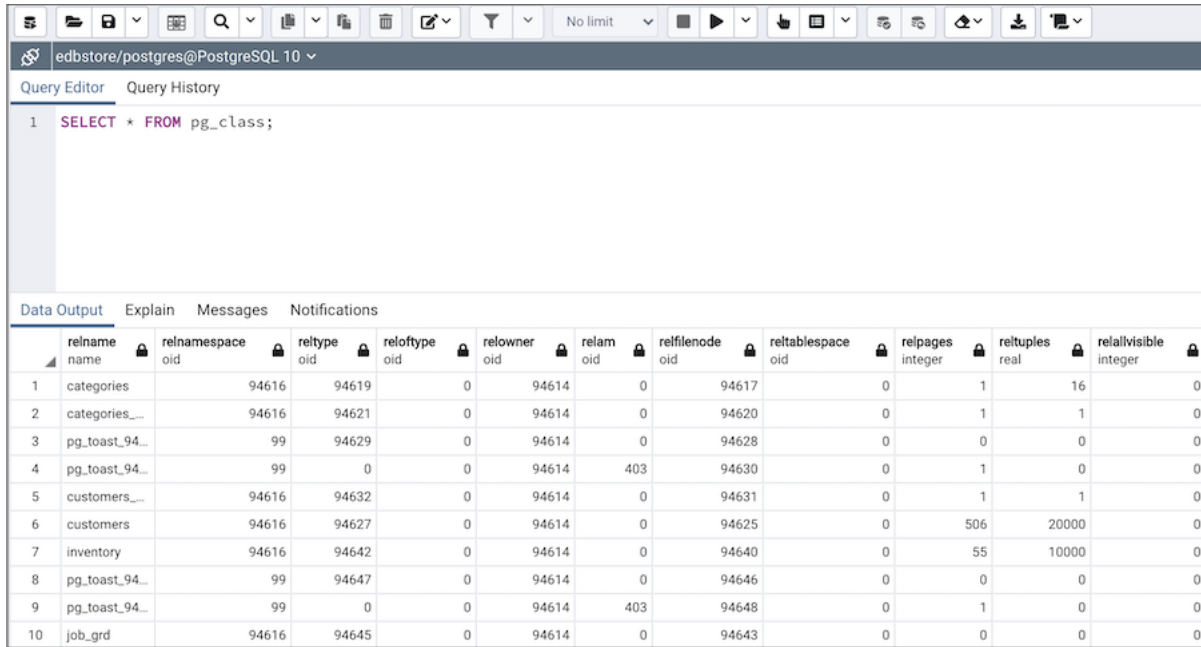 No limit
edbstore/postgres@PostgreSQL 10
Query Editor Query History
1 SELECT * FROM pg_class;
Data Output Explain Messages Notifications
relname relnamespace reltype reloftype relowner relam relfilenode reltablespace relpages reltuples relallvisible
name oid oid oid oid oid oid oid integer real integer
1 categories 94616 94619 0 94614 0 94617 0 1 16 0
2 categories_... 94616 94621 0 94614 0 94620 0 1 1 0
3 pg_toast_94... 99 94629 0 94614 0 94628 0 0 0 0
4 pg_toast_94... 99 0 0 94614 403 94630 0 1 0 0
5 customers_... 94616 94632 0 94614 0 94631 0 1 1 0
6 customers 94616 94627 0 94614 0 94625 0 506 20000 0
7 inventory 94616 94642 0 94614 0 94640 0 55 10000 0
8 pg_toast_94... 99 94647 0 94614 0 94646 0 0 0 0
9 pg_toast_94... 99 0 0 94614 403 94648 0 1 0 0
10 job_grd 94616 94645 0 94614 0 94643 0 0 0 0